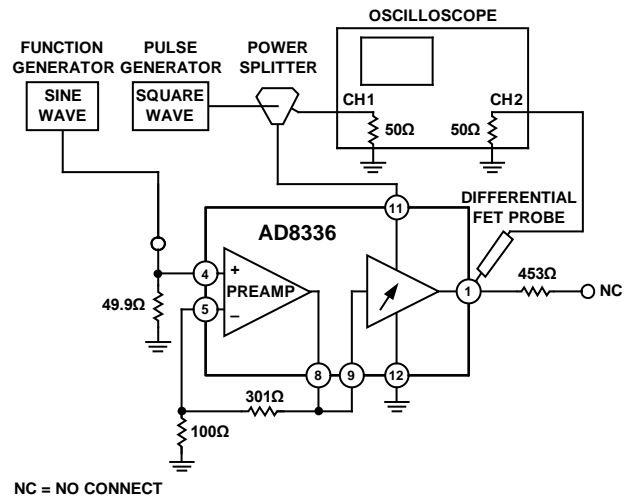 OSCILLOSCOPE
FUNCTION
GENERATOR
PULSE
GENERATOR
POWER
SPLITTER
SINE
WAVE
SQUARE
WAVE
CH1
CH2
50Ω
50Ω
DIFFERENTIAL
FET PROBE
11
AD8336
453Ω
4
+
PREAMP
1
NC
49.9Ω
5
–
8
9
12
301Ω
100Ω
NC = NO CONNECT